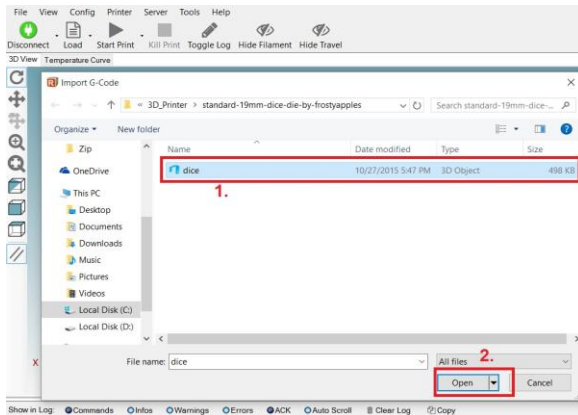 File View Config Printer Server Tools Help
Disconnect Load Start Print Kill Print Toggle Log Hide Filament Hide Travel
3D View Temperature Curve
Import G-Code
« 3D_Printer > standard-19mm-dice-die-by-frostyapples
Search standard-19mm-dice-...
Organize New folder
Name Date modified Type Size
Zip
OneDrive
This PC
Desktop
Documents
Downloads
Music
Pictures
Videos
Local Disk (C:)
Local Disk (D:)
dice 10/27/2015 5:47 PM 3D Object 498 KB
1.
X
File name: dice
All files
2.
Open Cancel
Show in Log: Commands Infos Warnings Errors ACK Auto Scroll Clear Log Copy